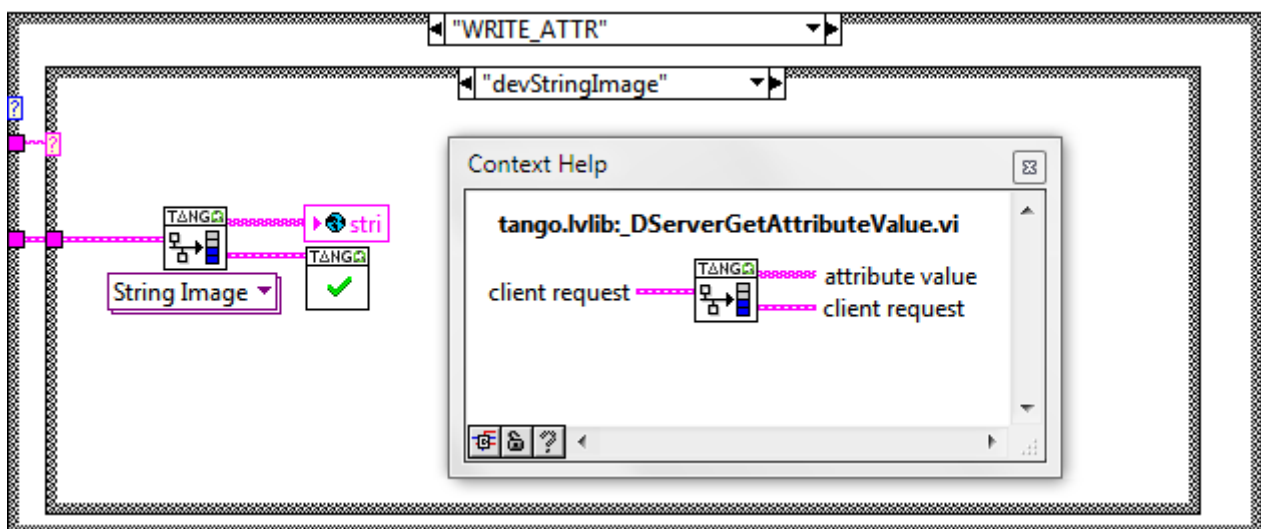 "WRITE_ATTR"
"devStringImage"
?
?
Context Help
tango.lvlib:_DServerGetAttributeValue.vi
TANGO
stri
TANGO
String Image
TANGO
client request
attribute value
client request
?